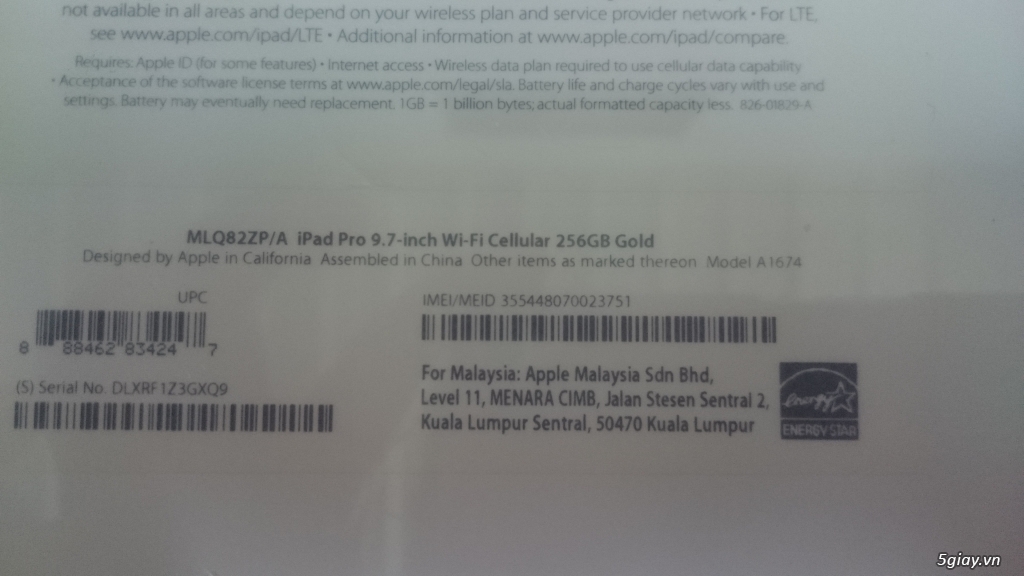 not available in all areas and depend on your wireless plan and service provider network • For LTE,
see www.apple.com/ipad/LTE • Additional information at www.apple.com/ipad/compare.
Requires: Apple ID (for some features) • Internet access • Wireless data plan required to use cellular data capability
• Acceptance of the software license terms at www.apple.com/legal/sla. Battery life and charge cycles vary with use and
settings. Battery may eventually need replacement. 1GB = 1 billion bytes; actual formatted capacity less. 826-01829-A
MLQ82ZP/A iPad Pro 9.7-inch Wi-Fi Cellular 256GB Gold
Designed by Apple in California Assembled in China Other items as marked thereon Model A1674
UPC
8 88462 83424 7
(S) Serial No. DLXRF1Z3GXQ9
IMEI/MEID 355448070023751
For Malaysia: Apple Malaysia Sdn Bhd,
Level 11, MENARA CIMB, Jalan Stesen Sentral 2,
Kuala Lumpur Sentral, 50470 Kuala Lumpur
energy
ENERGY STAR
5giay.vn